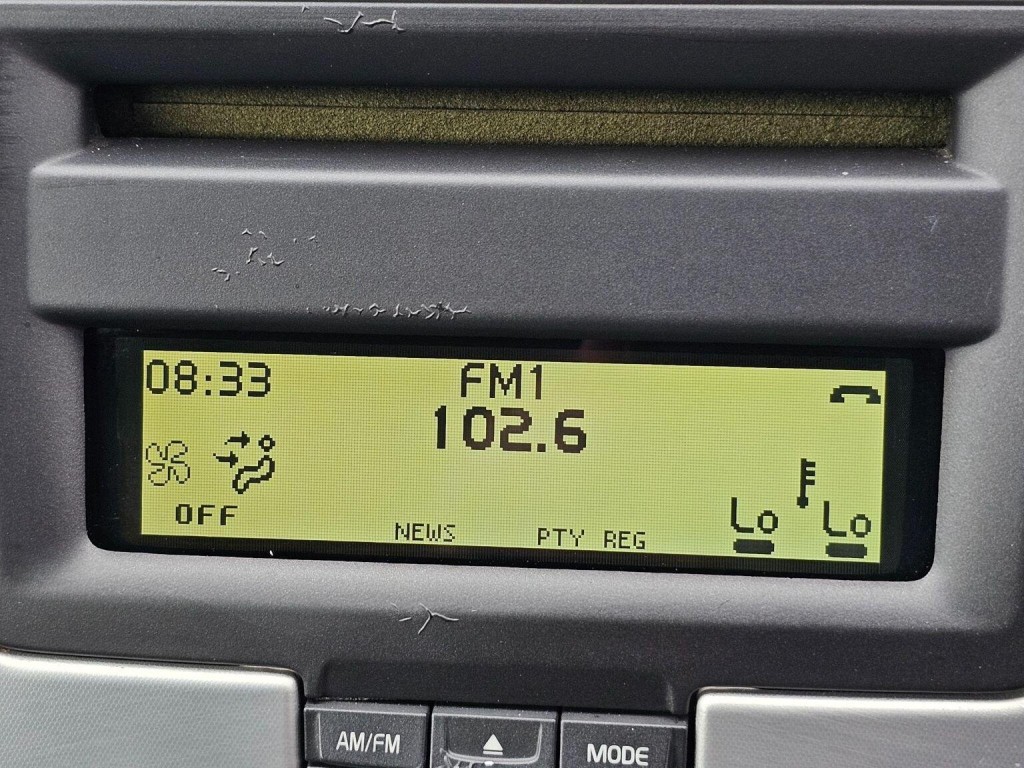 08:33 FM1
102.6
OFF
NEWS PTY REG
Lo Lo
AM/FM MODE